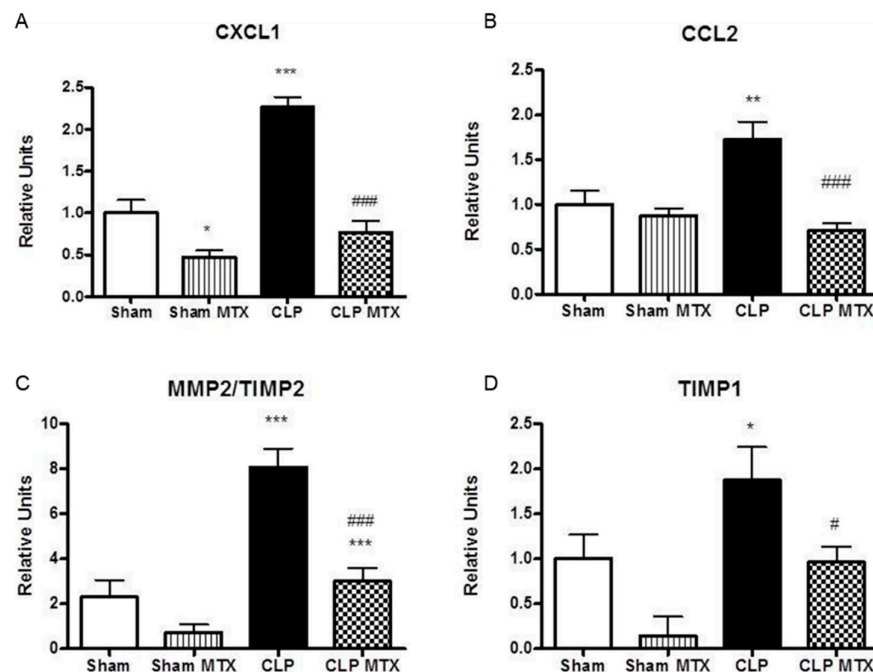 A
CXCL1
Relative Units
2.5
2.0
1.5
1.0
0.5
0.0
***
*
###
Sham Sham MTX CLP CLP MTX
B
CCL2
Relative Units
2.5
2.0
1.5
1.0
0.5
0.0
**
###
Sham Sham MTX CLP CLP MTX
C
MMP2/TIMP2
Relative Units
10
8
6
4
2
0
***
###
***
Sham Sham MTX CLP CLP MTX
D
TIMP1
Relative Units
2.5
2.0
1.5
1.0
0.5
0.0
*
#
Sham Sham MTX CLP CLP MTX